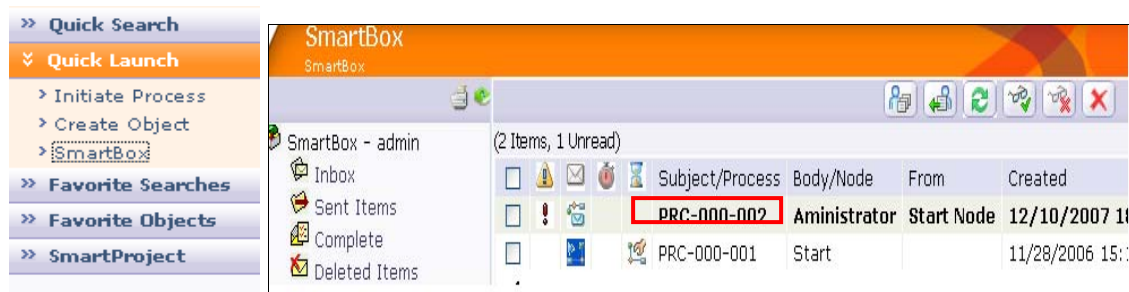 Quick Search
Quick Launch
Initiate Process
Create Object
SmartBox
Favorite Searches
Favorite Objects
SmartProject
SmartBox
SmartBox
SmartBox - admin
Inbox
Sent Items
Complete
Deleted Items
(2 Items, 1 Unread)
Subject/Process Body/Node From Created
PRC-000-002 Aministrator Start Node 12/10/2007 18
PRC-000-001 Start 11/28/2006 15: